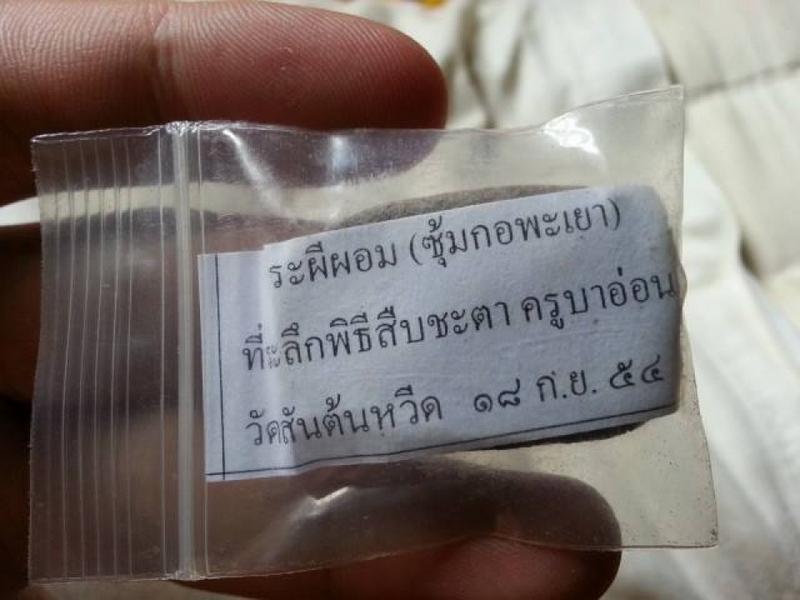 ระผีผอม (ซุ้มกอพะเยา)
ที่ะลึกพิธีสืบชะตา ครูบาอ่อน
วัดสันต้นหวีด ๑๘ ก.ย. ๕๔